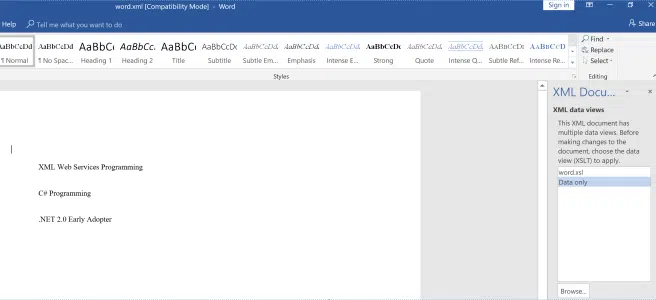 word.xml [Compatibility Mode] - Word
Sign in
Help
Tell me what you want to do
Share
AaBbCcDd AaBbCcDd AaBbC AaBbCc. AaBbC AaBbCcD AaBbCcDd AaBbCcDd AaBbCcDd AaBbCcDc AaBbCcDd AaBbCcDd AaBbCcDd AaBbCcD
¶ Normal ¶ No Spac... Heading 1 Heading 2 Title Subtitle Subtle Em... Emphasis Intense E... Strong Quote Intense Q... Subtle Ref... Intense Re...
Styles
Find
Replace
Select
Editing
XML Web Services Programming
C# Programming
.NET 2.0 Early Adopter
XML Docu...
XML data views
This XML document has
multiple data views. Before
making changes to the
document, choose the data
view (XSLT) to apply.
word.xsl
Data only
Browse...